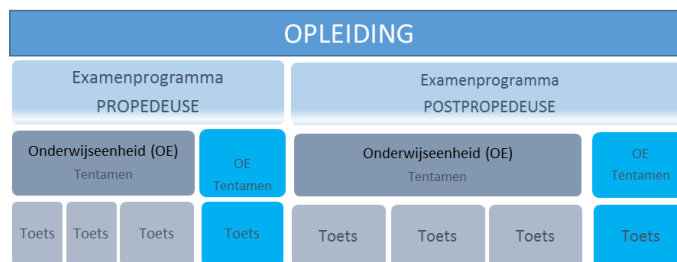 OPLEIDING
Examenprogramma
PROPEDEUSE
Examenprogramma
POSTPROPEDEUSE
Onderwijseenheid (OE)
Tentamen
OE
Tentamen
Onderwijseenheid (OE)
Tentamen
OE
Tentamen
Toets Toets Toets Toets Toets Toets Toets Toets